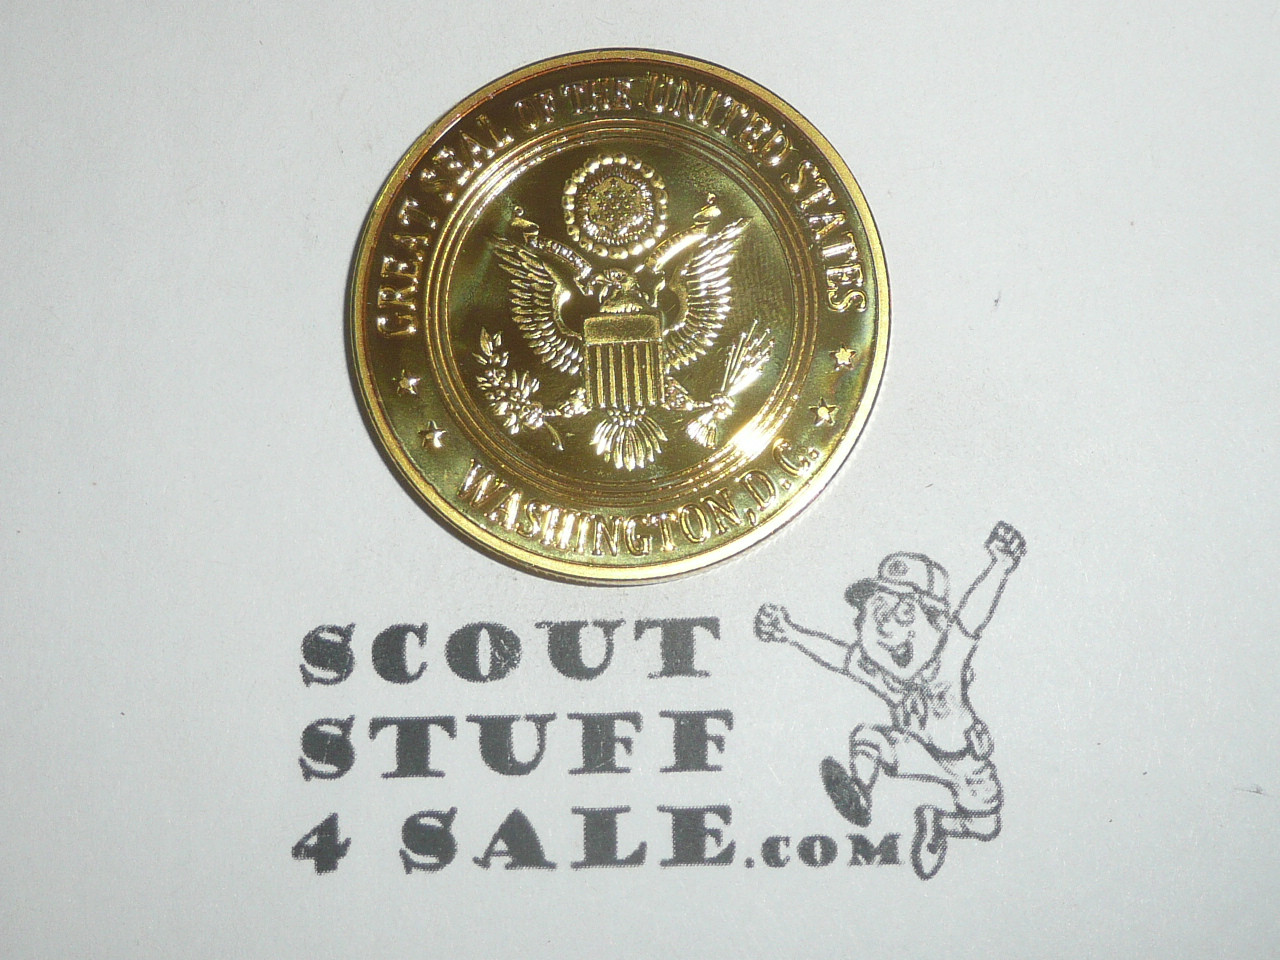 GREAT SEAL OF THE UNITED STATES
WASHINGTON, D.C.
SCOUT
STUFF
4 SALE.COM